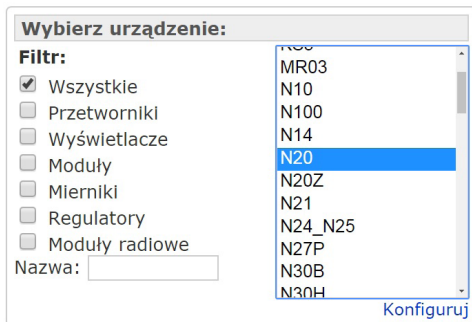 Wybierz urządzenie:
Filtr:
Wszystkie
Przetworniki
Wyświetlacze
Moduły
Mierniki
Regulatory
Moduły radiowe
Nazwa:
MR03
N10
N100
N14
N20
N20Z
N21
N24_N25
N27P
N30B
N30H
Konfiguruj